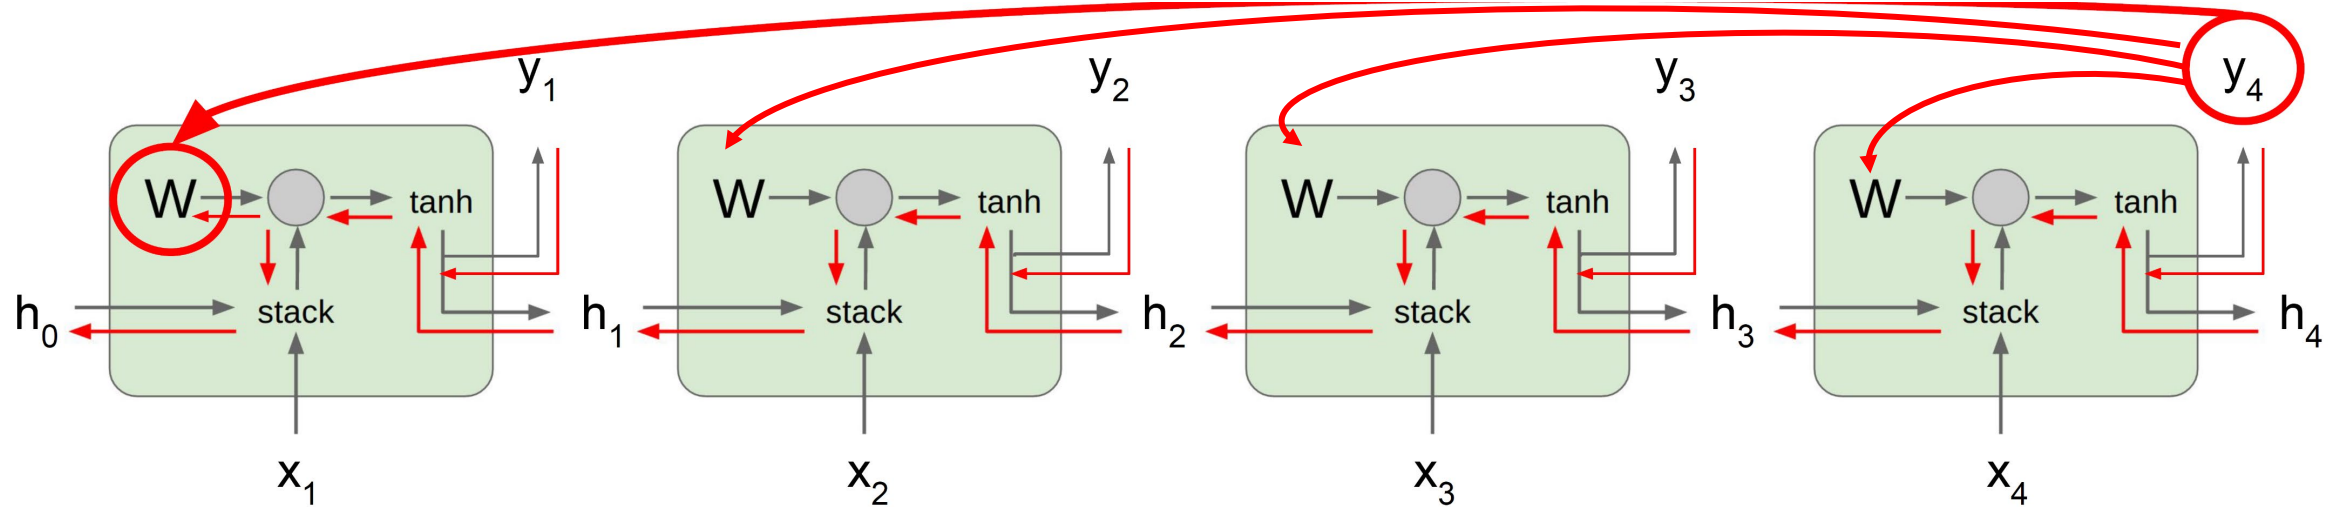 y1 y2 y3 y4
W tanh W tanh W tanh W tanh
h0 stack h1 stack h2 stack h3 stack h4
x1 x2 x3 x4